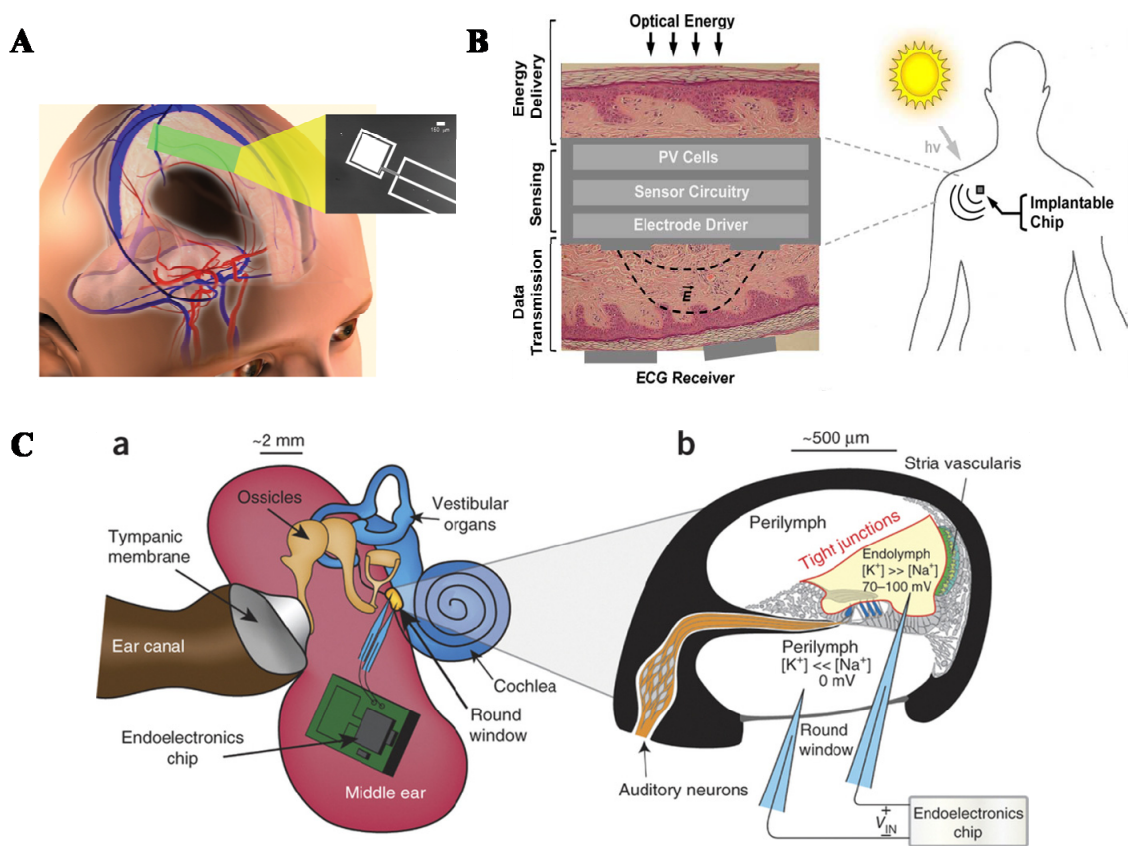 A
150 µm
B
Optical Energy
Energy
Delivery
Sensing
Data
Transmission
PV Cells
Sensor Circuitry
Electrode Driver
E
ECG Receiver
hν
Implantable
Chip
C
a
~2 mm
Ossicles
Vestibular
organs
Tympanic
membrane
Ear canal
Cochlea
Round
window
Endoelectronics
chip
Middle ear
b
~500 µm
Stria vascularis
Perilymph
Tight junctions
Endolymph
[K⁺] >> [Na⁺]
70–100 mV
Perilymph
[K⁺] << [Na⁺]
0 mV
Round
window
Auditory neurons
+
V_IN
−
Endoelectronics
chip